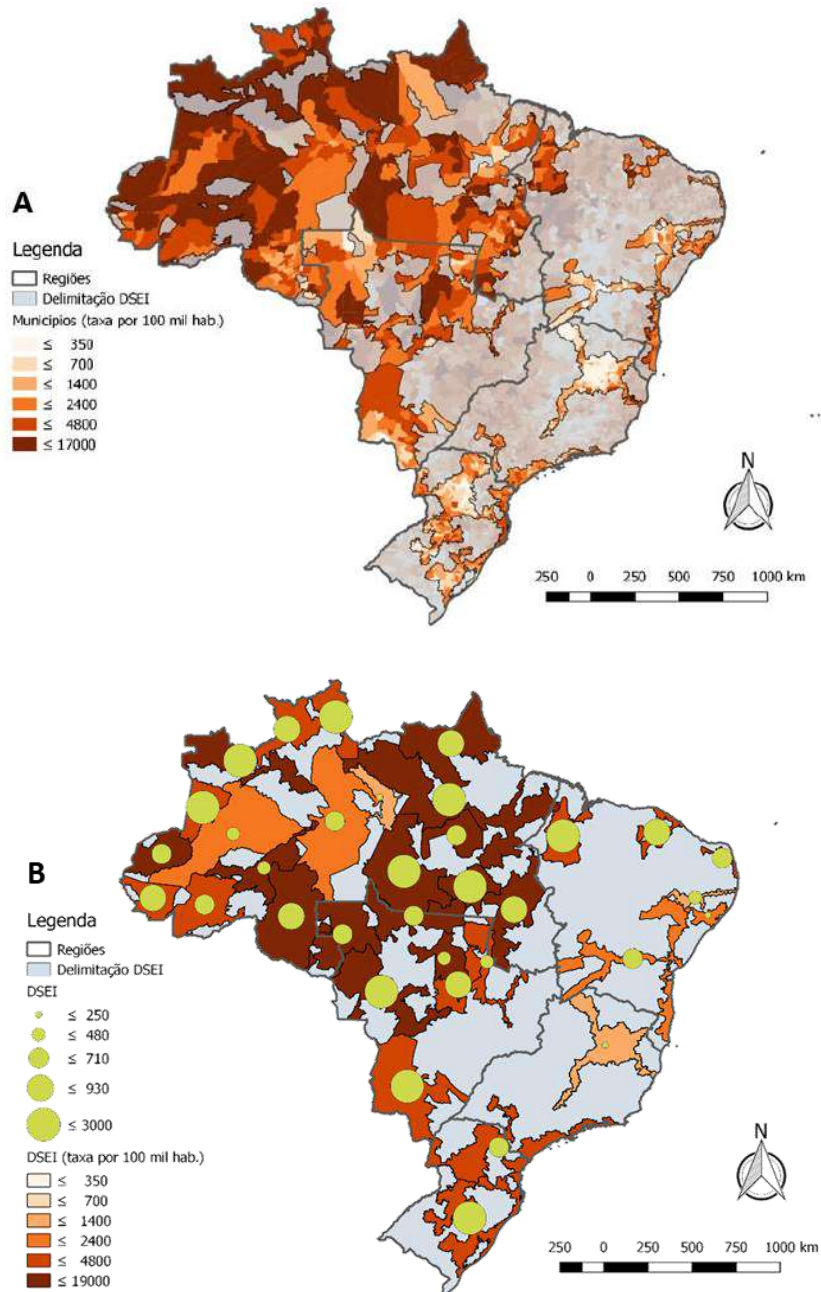 A
Legenda
Regiões
Delimitação DSEI
Municípios (taxa por 100 mil hab.)
≤ 350
≤ 700
≤ 1400
≤ 2400
≤ 4800
≤ 17000
N
250 0 250 500 750 1000 km
B
Legenda
Regiões
Delimitação DSEI
DSEI
≤ 250
≤ 480
≤ 710
≤ 930
≤ 3000
DSEI (taxa por 100 mil hab.)
≤ 350
≤ 700
≤ 1400
≤ 2400
≤ 4800
≤ 19000
N
250 0 250 500 750 1000 km